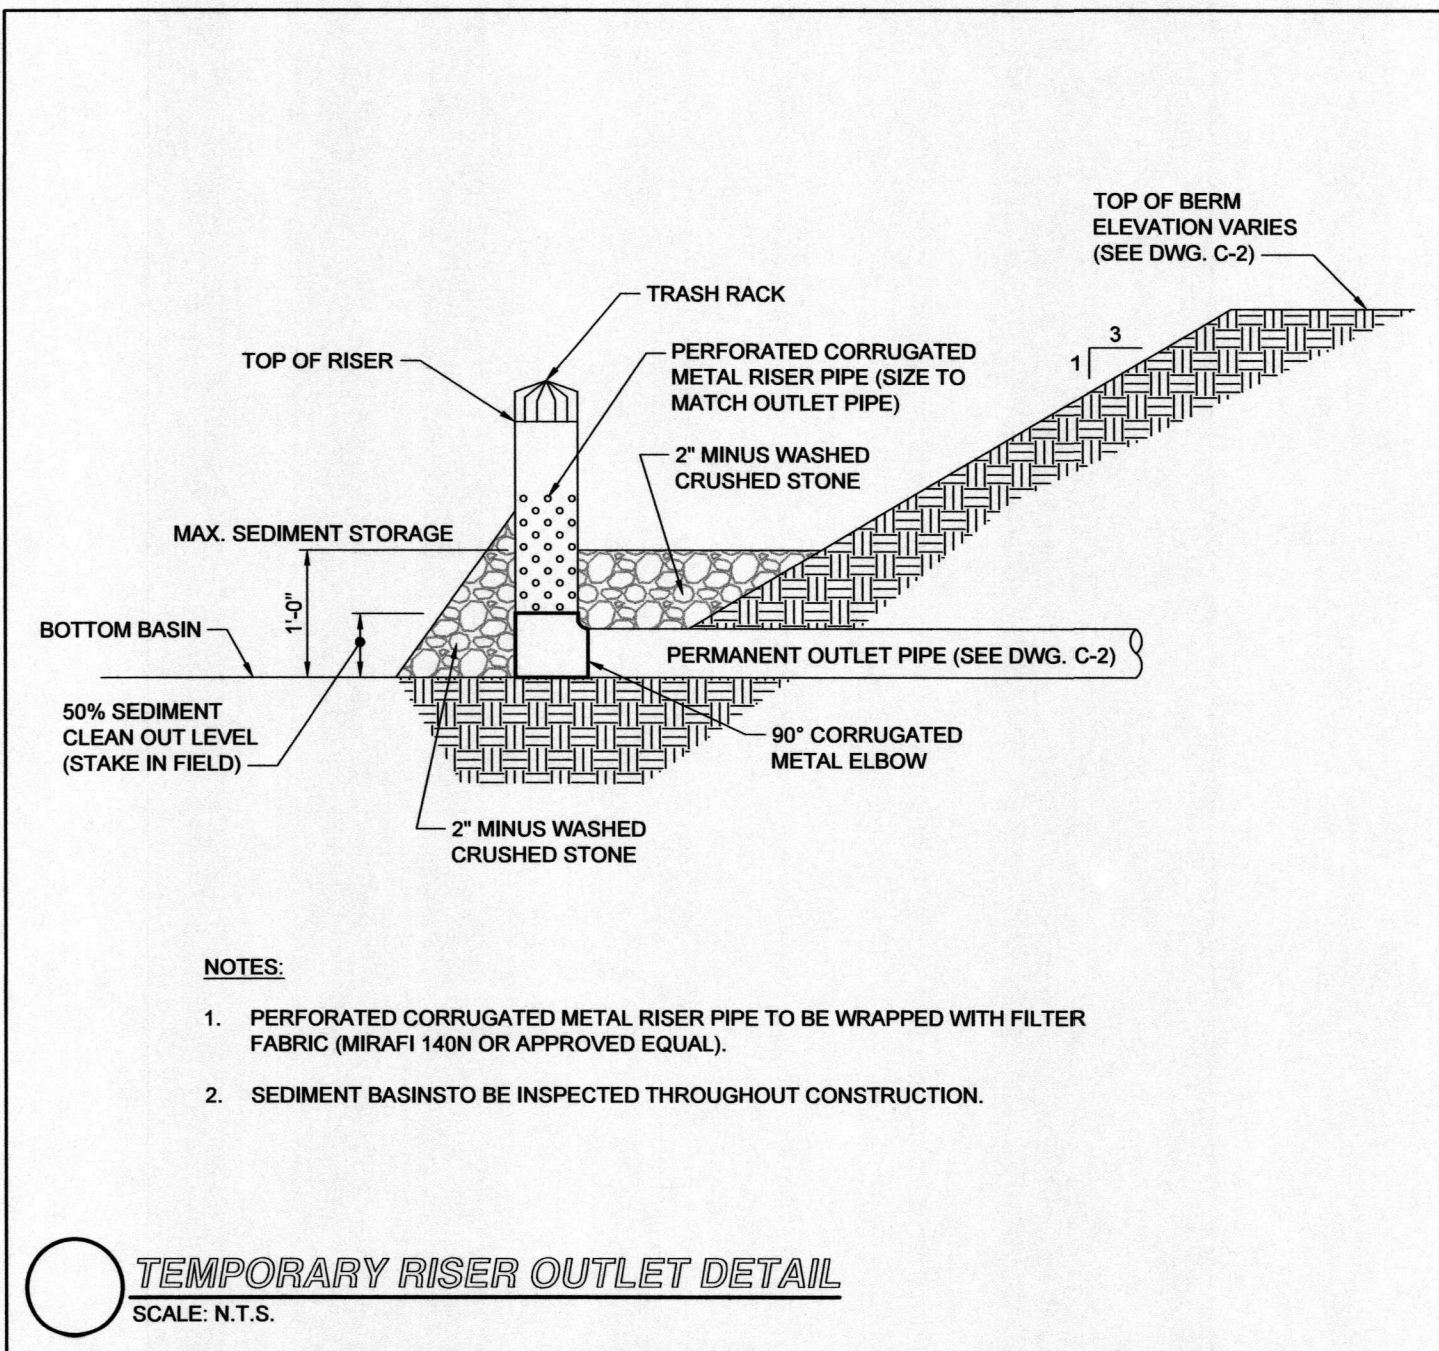 TOP OF BERM
ELEVATION VARIES
(SEE DWG. C-2)
3
1
TRASH RACK
TOP OF RISER
PERFORATED CORRUGATED
METAL RISER PIPE (SIZE TO
MATCH OUTLET PIPE)
2" MINUS WASHED
CRUSHED STONE
MAX. SEDIMENT STORAGE
1'-0"
BOTTOM BASIN
PERMANENT OUTLET PIPE (SEE DWG. C-2)
50% SEDIMENT
CLEAN OUT LEVEL
(STAKE IN FIELD)
90° CORRUGATED
METAL ELBOW
2" MINUS WASHED
CRUSHED STONE
NOTES:
1. PERFORATED CORRUGATED METAL RISER PIPE TO BE WRAPPED WITH FILTER
FABRIC (MIRAFI 140N OR APPROVED EQUAL).
2. SEDIMENT BASINSTO BE INSPECTED THROUGHOUT CONSTRUCTION.
TEMPORARY RISER OUTLET DETAIL
SCALE: N.T.S.